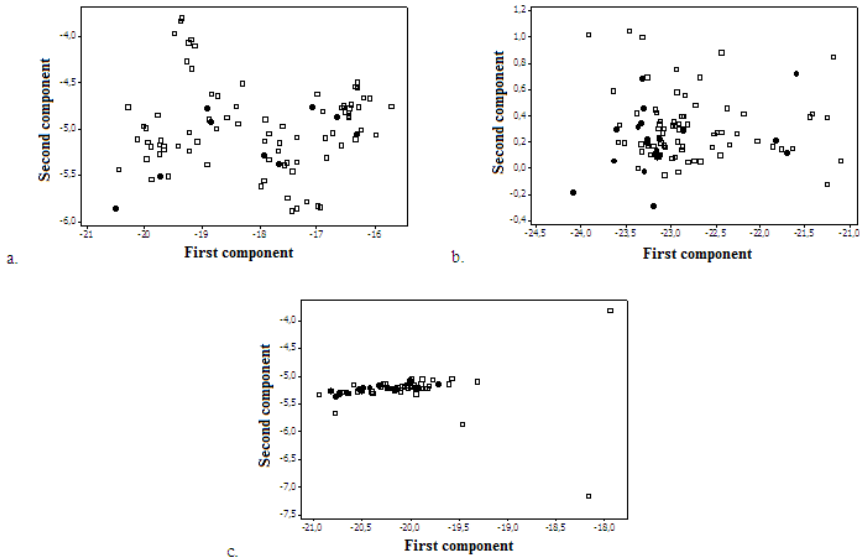 -4,0
-4,5
-5,0
-5,5
-6,0
Second component
-21 -20 -19 -18 -17 -16 -15
First component
a.
1,2
1,0
0,8
0,6
0,4
0,2
0,0
-0,2
-0,4
Second component
-24,5 -24,0 -23,5 -23,0 -22,5 -22,0 -21,5 -21,0
First component
b.
-4,0
-4,5
-5,0
-5,5
-6,0
-6,5
-7,0
-7,5
Second component
-21,0 -20,5 -20,0 -19,5 -19,0 -18,5 -18,0
First component
c.